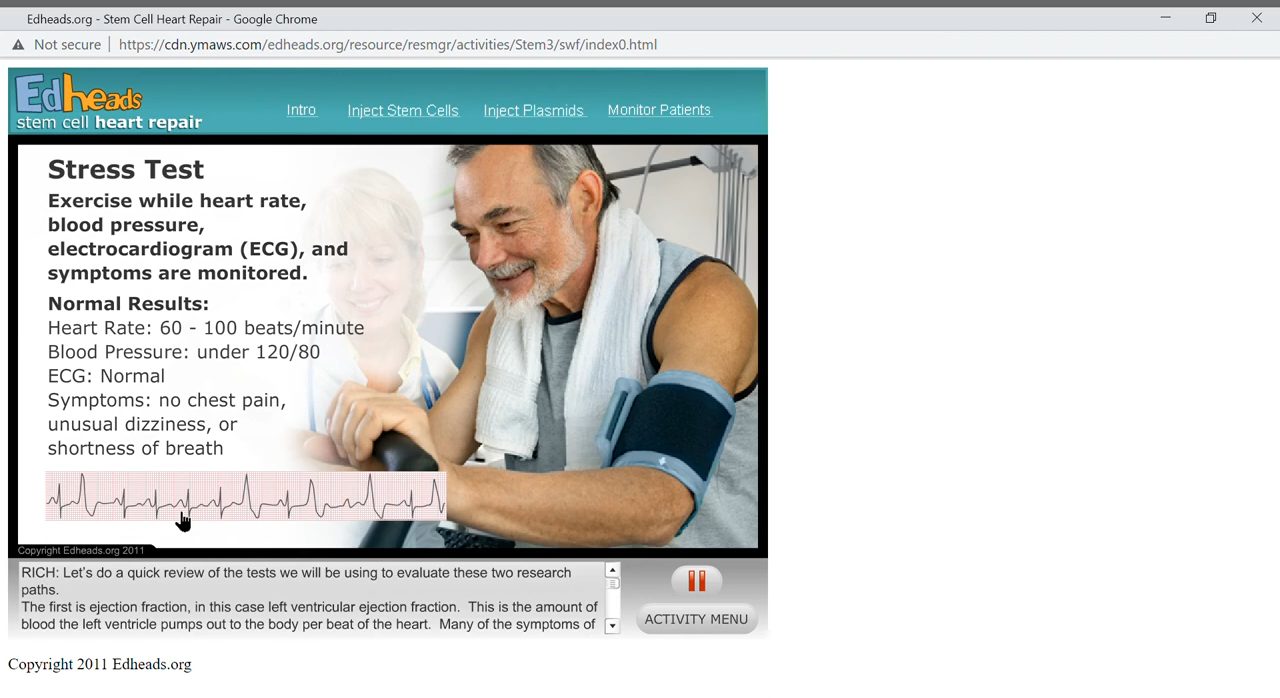 Edheads.org - Stem Cell Heart Repair - Google Chrome
Not secure | https://cdn.ymaws.com/edheads.org/resource/resmgr/activities/Stem3/swf/index0.html
Edheads
stem cell heart repair
Intro Inject Stem Cells Inject Plasmids Monitor Patients
Stress Test
Exercise while heart rate,
blood pressure,
electrocardiogram (ECG), and
symptoms are monitored.
Normal Results:
Heart Rate: 60 - 100 beats/minute
Blood Pressure: under 120/80
ECG: Normal
Symptoms: no chest pain,
unusual dizziness, or
shortness of breath
Copyright Edheads.org 2011
RICH: Let's do a quick review of the tests we will be using to evaluate these two research
paths.
The first is ejection fraction, in this case left ventricular ejection fraction. This is the amount of
blood the left ventricle pumps out to the body per beat of the heart. Many of the symptoms of
ACTIVITY MENU
Copyright 2011 Edheads.org